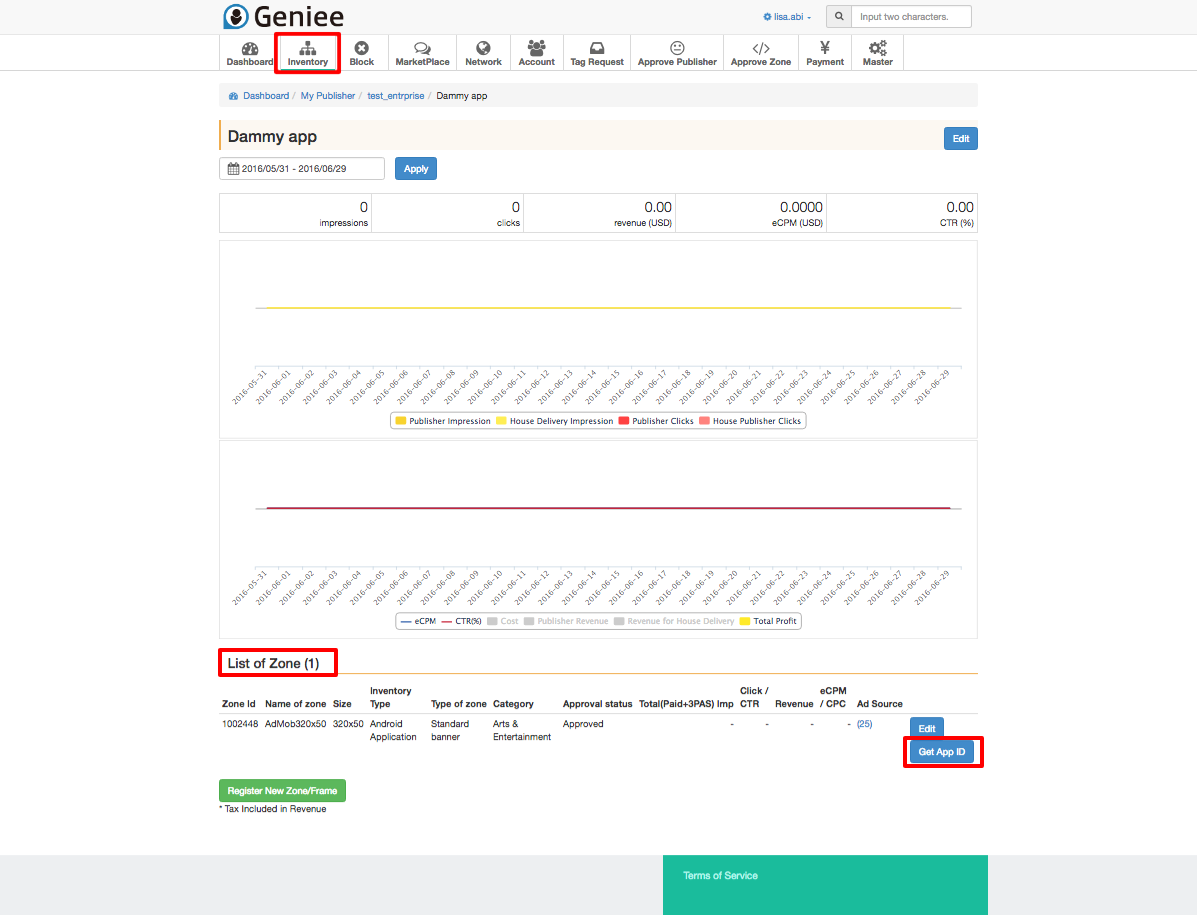 Geniee
lisa.abi
Input two characters.
Dashboard
Inventory
Block
MarketPlace
Network
Account
Tag Request
Approve Publisher
Approve Zone
¥
Payment
Master
Dashboard / My Publisher / test_entrprise / Dammy app
Dammy app
Edit
2016/05/31 - 2016/06/29
Apply
0
impressions
0
clicks
0.00
revenue (USD)
0.0000
eCPM (USD)
0.00
CTR (%)
2016-05-31 2016-06-01 2016-06-02 2016-06-03 2016-06-04 2016-06-05 2016-06-06 2016-06-07 2016-06-08 2016-06-09 2016-06-10 2016-06-11 2016-06-12 2016-06-13 2016-06-14 2016-06-15 2016-06-16 2016-06-17 2016-06-18 2016-06-19 2016-06-20 2016-06-21 2016-06-22 2016-06-23 2016-06-24 2016-06-25 2016-06-26 2016-06-27 2016-06-28 2016-06-29
Publisher Impression House Delivery Impression Publisher Clicks House Publisher Clicks
2016-05-31 2016-06-01 2016-06-02 2016-06-03 2016-06-04 2016-06-05 2016-06-06 2016-06-07 2016-06-08 2016-06-09 2016-06-10 2016-06-11 2016-06-12 2016-06-13 2016-06-14 2016-06-15 2016-06-16 2016-06-17 2016-06-18 2016-06-19 2016-06-20 2016-06-21 2016-06-22 2016-06-23 2016-06-24 2016-06-25 2016-06-26 2016-06-27 2016-06-28 2016-06-29
eCPM CTR(%) Cost Publisher Revenue Revenue for House Delivery Total Profit
List of Zone (1)
Inventory Click / eCPM
Zone Id Name of zone Size Type Type of zone Category Approval status Total(Paid+3PAS) Imp CTR Revenue / CPC Ad Source
1002448 AdMob320x50 320x50 Android Standard Arts & Approved - - - - (25) Edit
Application banner Entertainment
Get App ID
Register New Zone/Frame
* Tax Included in Revenue
Terms of Service